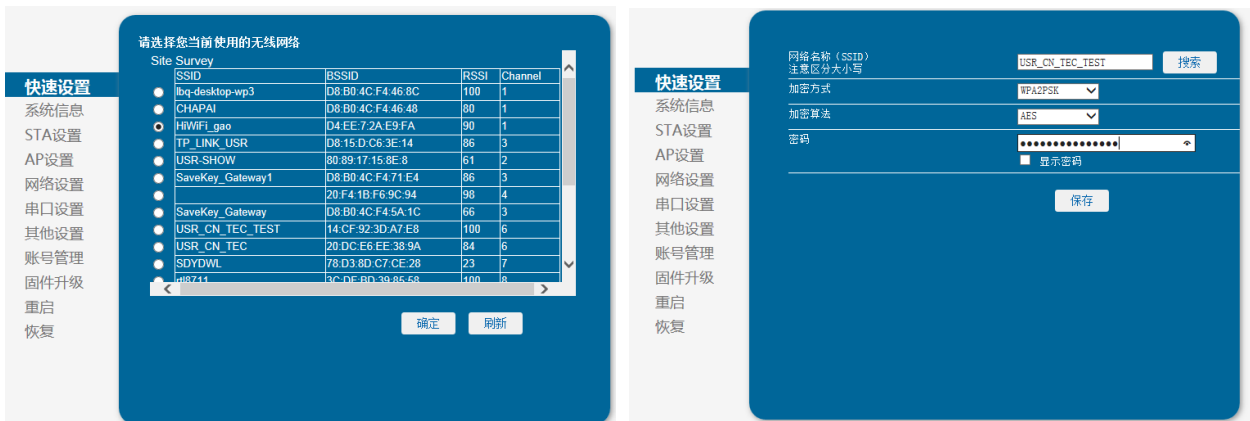 请选择您当前使用的无线网络
Site Survey
SSID BSSID RSSI Channel
lbq-desktop-wp3 D8:B0:4C:F4:46:8C 100 1
CHAPAI D8:B0:4C:F4:46:48 80 1
HiWiFi_gao D4:EE:7:2A:E9:FA 90 1
TP_LINK_USR D8:15:D:C6:3E:14 86 3
USR-SHOW 80:89:17:15:8E:8 61 2
SaveKey_Gateway1 D8:B0:4C:F4:71:E4 86 3
20:F4:1B:F6:9C:94 98 4
SaveKey_Gateway D8:B0:4C:F4:5A:1C 66 3
USR_CN_TEC_TEST 14:CF:92:3D:A7:E8 100 6
USR_CN_TEC 20:DC:E6:EE:38:9A 84 6
SDYDWL 78:D3:8D:C7:CE:28 23 7
rtl8711 3C:DF:BD:39:85:58 100 8
确定 刷新
快速设置
系统信息
STA设置
AP设置
网络设置
串口设置
其他设置
账号管理
固件升级
重启
恢复
网络名称（SSID）
注意区分大小写
USR_CN_TEC_TEST 搜索
加密方式 WPA2PSK
加密算法 AES
密码 •••••••••••••••
显示密码
保存
快速设置
系统信息
STA设置
AP设置
网络设置
串口设置
其他设置
账号管理
固件升级
重启
恢复